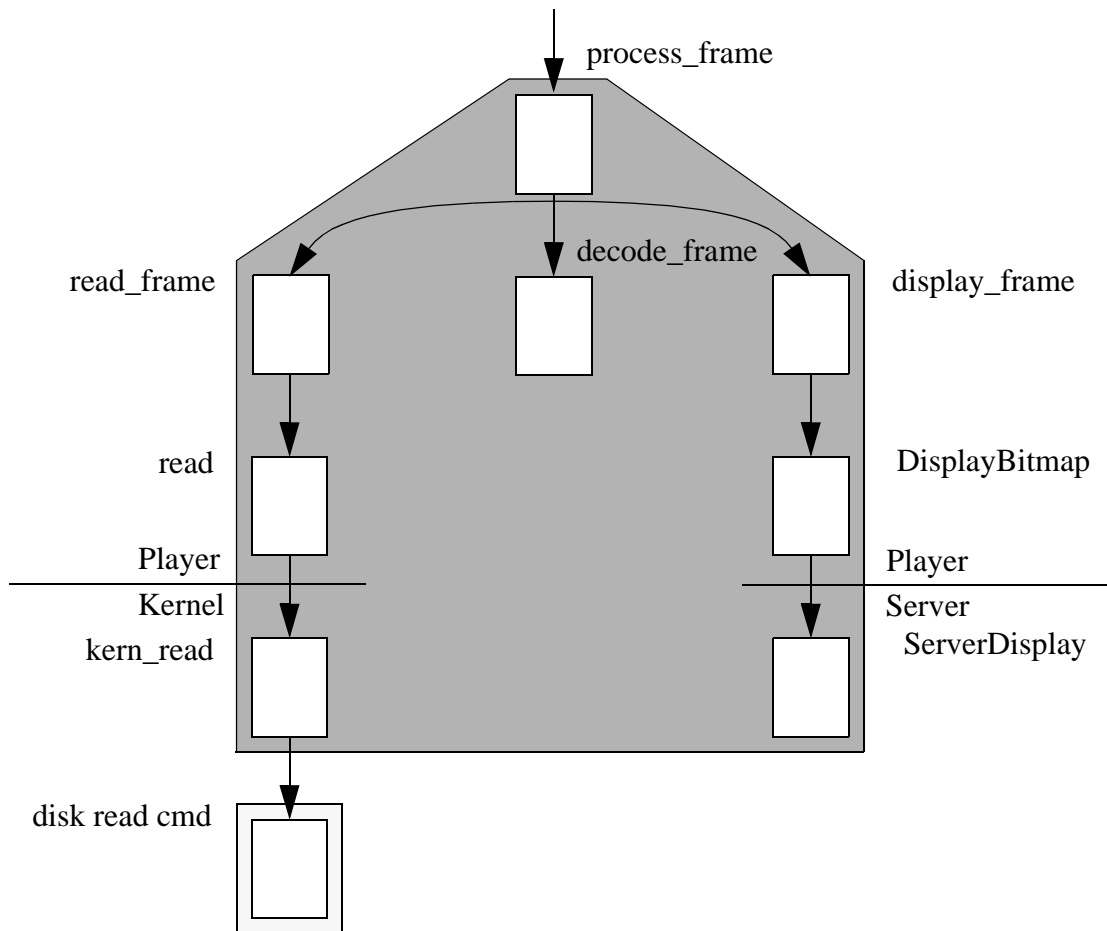 process_frame
decode_frame
read_frame
display_frame
read
DisplayBitmap
Player
Player
Kernel
Server
kern_read
ServerDisplay
disk read cmd